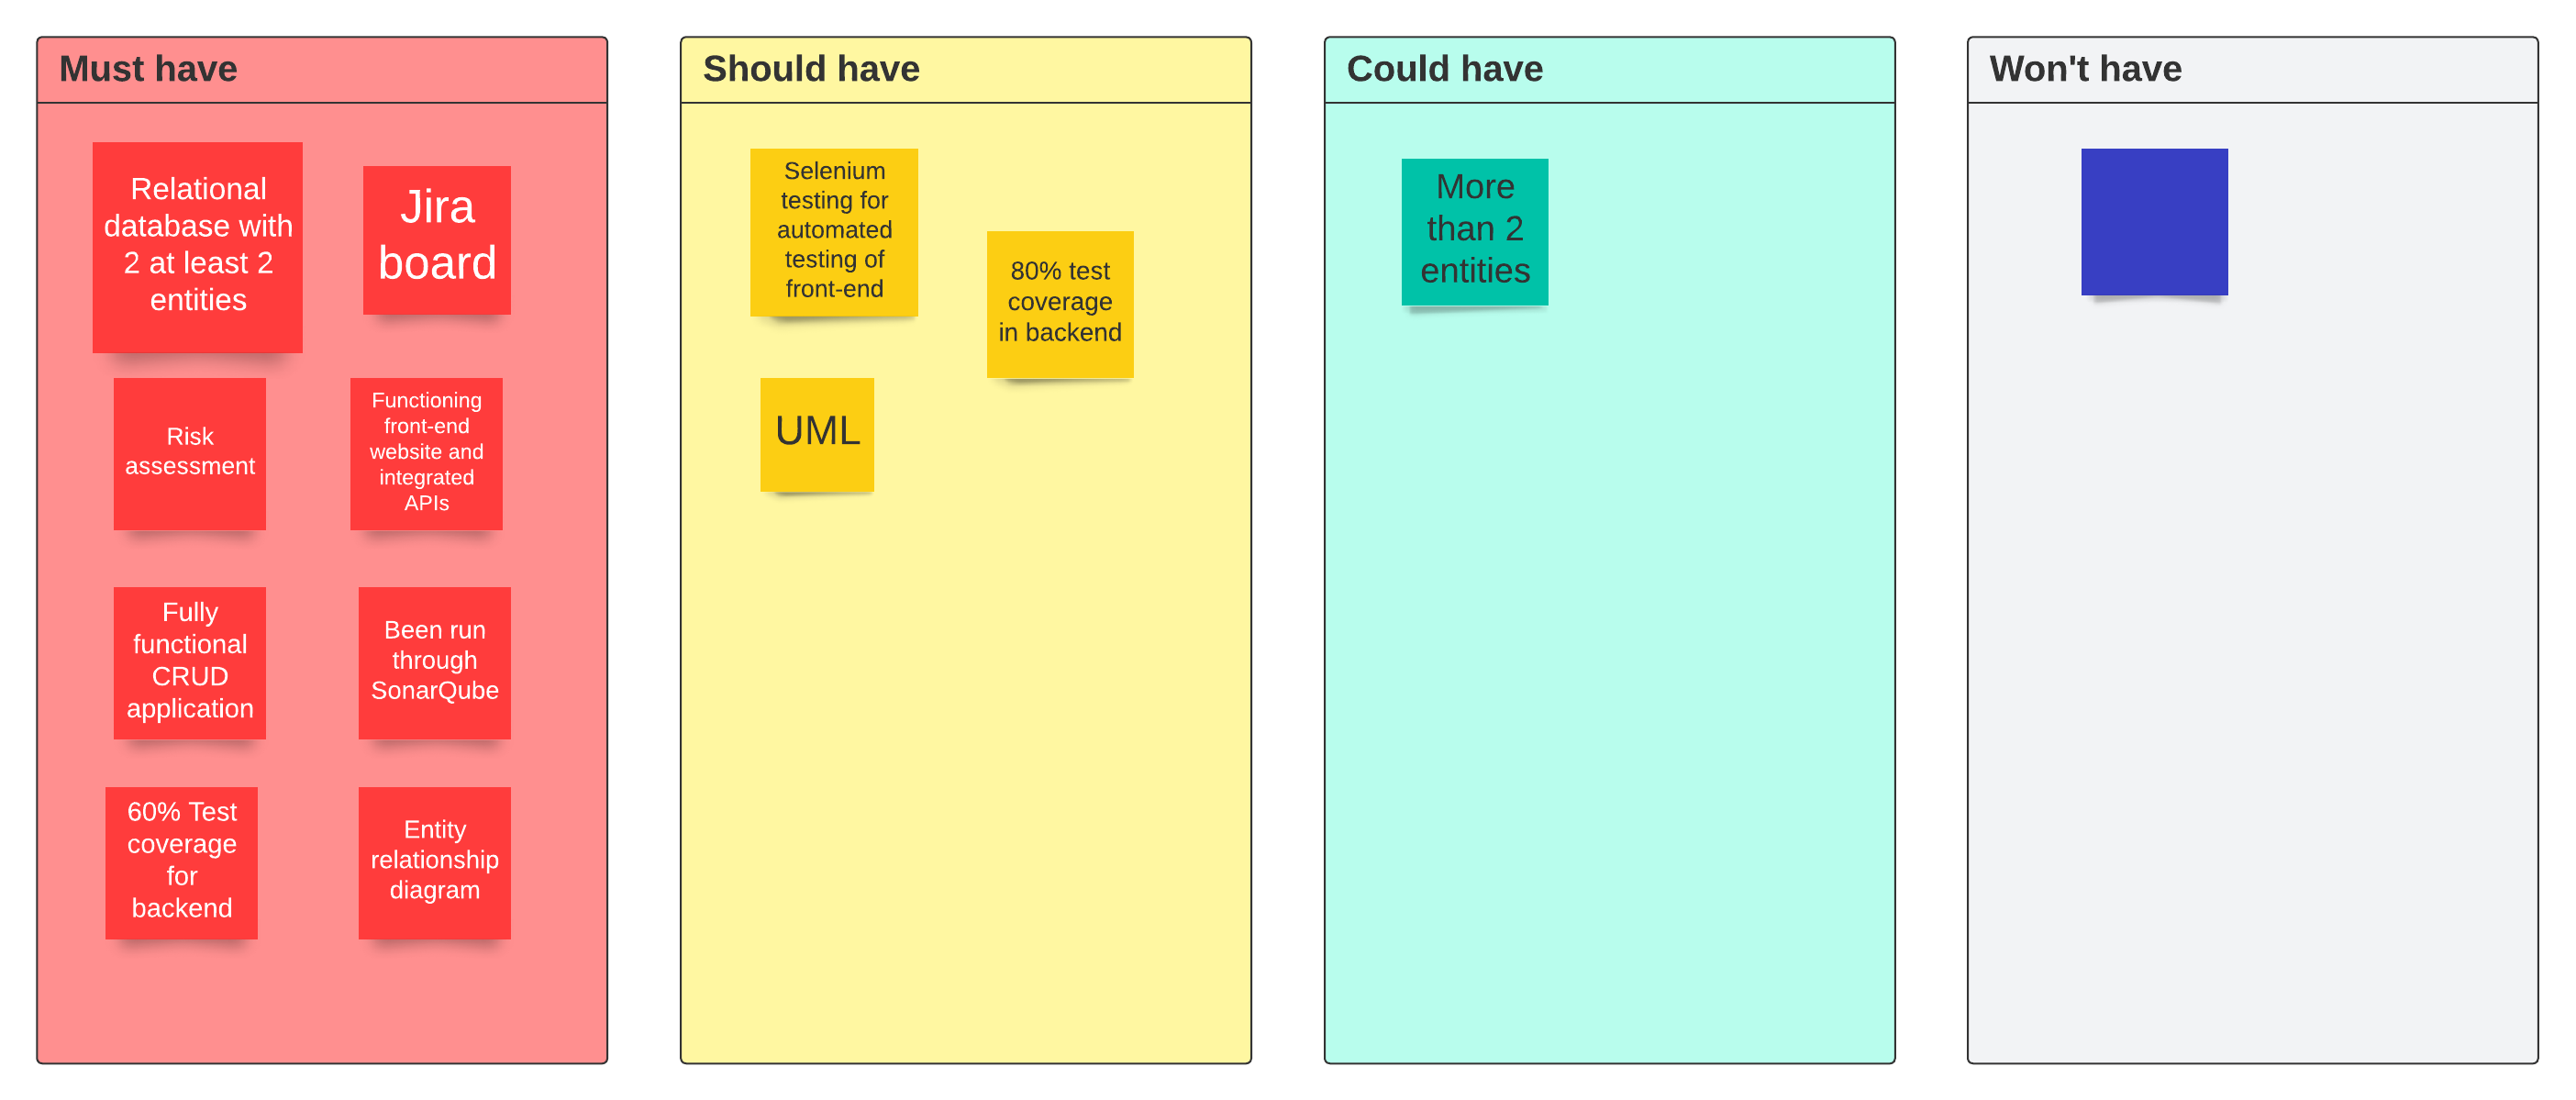 Must have
Relational
database with
2 at least 2
entities
Jira
board
Risk
assessment
Functioning
front-end
website and
integrated
APIs
Fully
functional
CRUD
application
Been run
through
SonarQube
60% Test
coverage
for
backend
Entity
relationship
diagram
Should have
Selenium
testing for
automated
testing of
front-end
80% test
coverage
in backend
UML
Could have
More
than 2
entities
Won't have